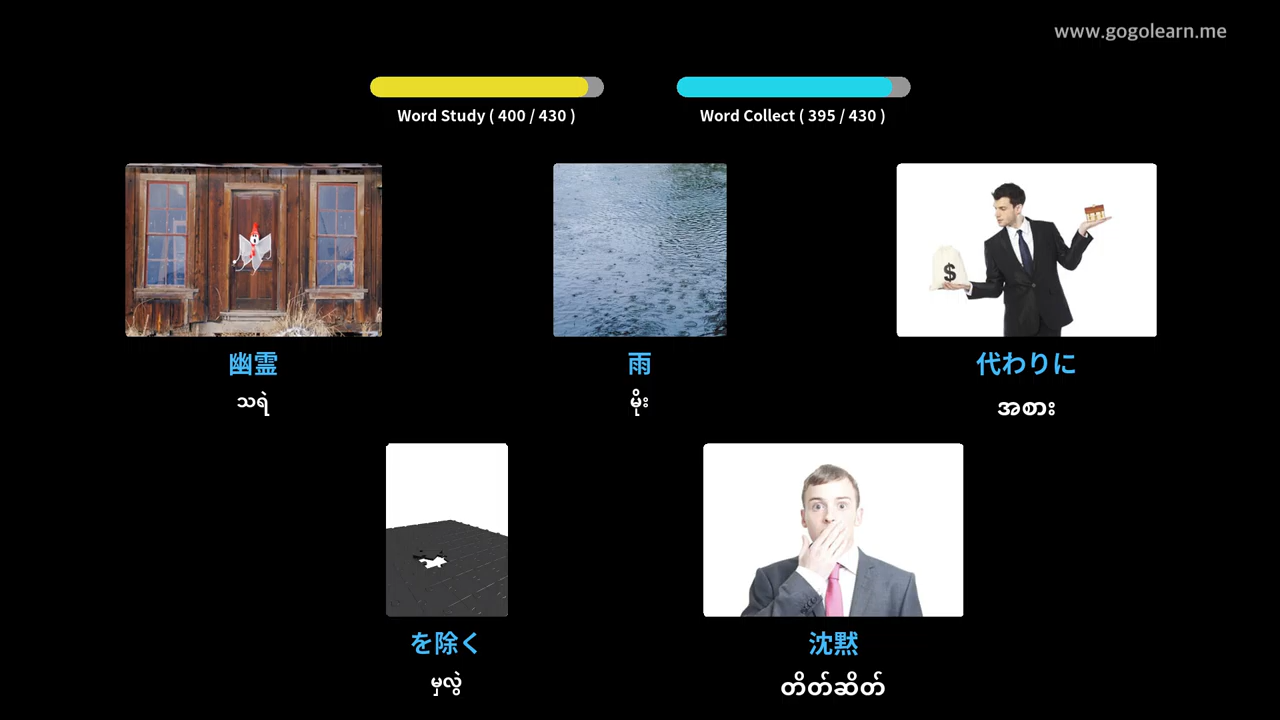 www.gogolearn.me
Word Study ( 400 / 430 )
Word Collect ( 395 / 430 )
幽霊
သရဲ
雨
မိုး
代わりに
အစား
$
を除く
မှလွဲ
沈黙
တိတ်ဆိတ်